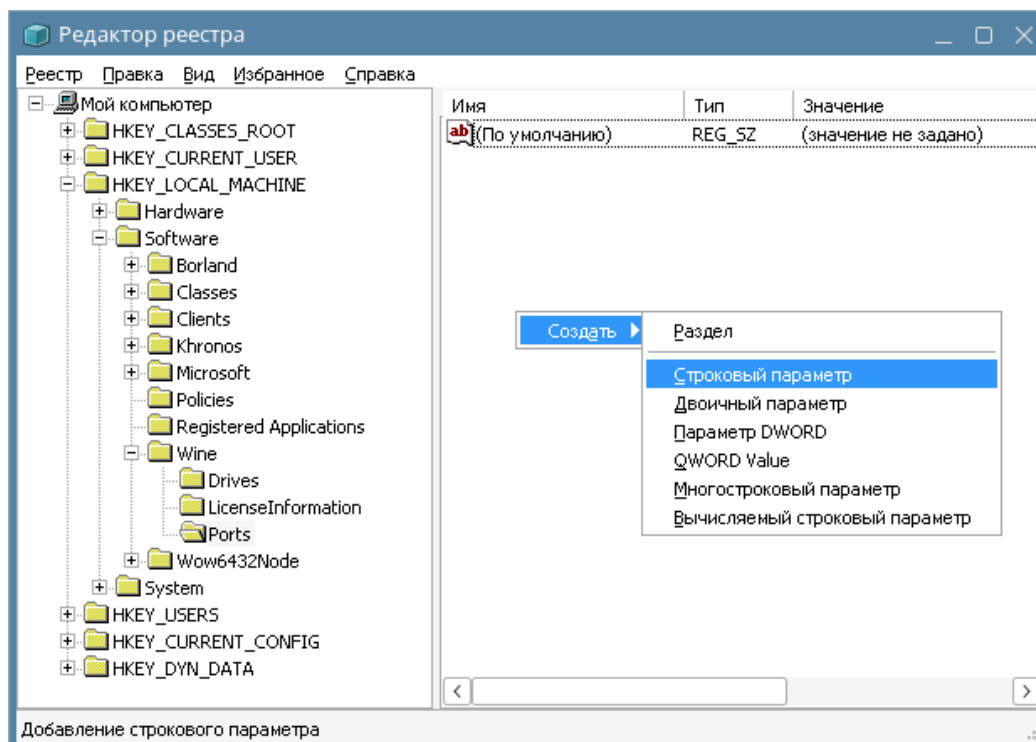 Редактор реестра
Реестр Правка Вид Избранное Справка
Мой компьютер
HKEY_CLASSES_ROOT
HKEY_CURRENT_USER
HKEY_LOCAL_MACHINE
Hardware
Software
Borland
Classes
Clients
Khronos
Microsoft
Policies
Registered Applications
Wine
Drives
LicenseInformation
Ports
Wow6432Node
System
HKEY_USERS
HKEY_CURRENT_CONFIG
HKEY_DYN_DATA
Имя Тип Значение
ab (По умолчанию) REG_SZ (значение не задано)
Создать
Раздел
Строковый параметр
Двоичный параметр
Параметр DWORD
QWORD Value
Многостроковый параметр
Вычисляемый строковый параметр
Добавление строкового параметра